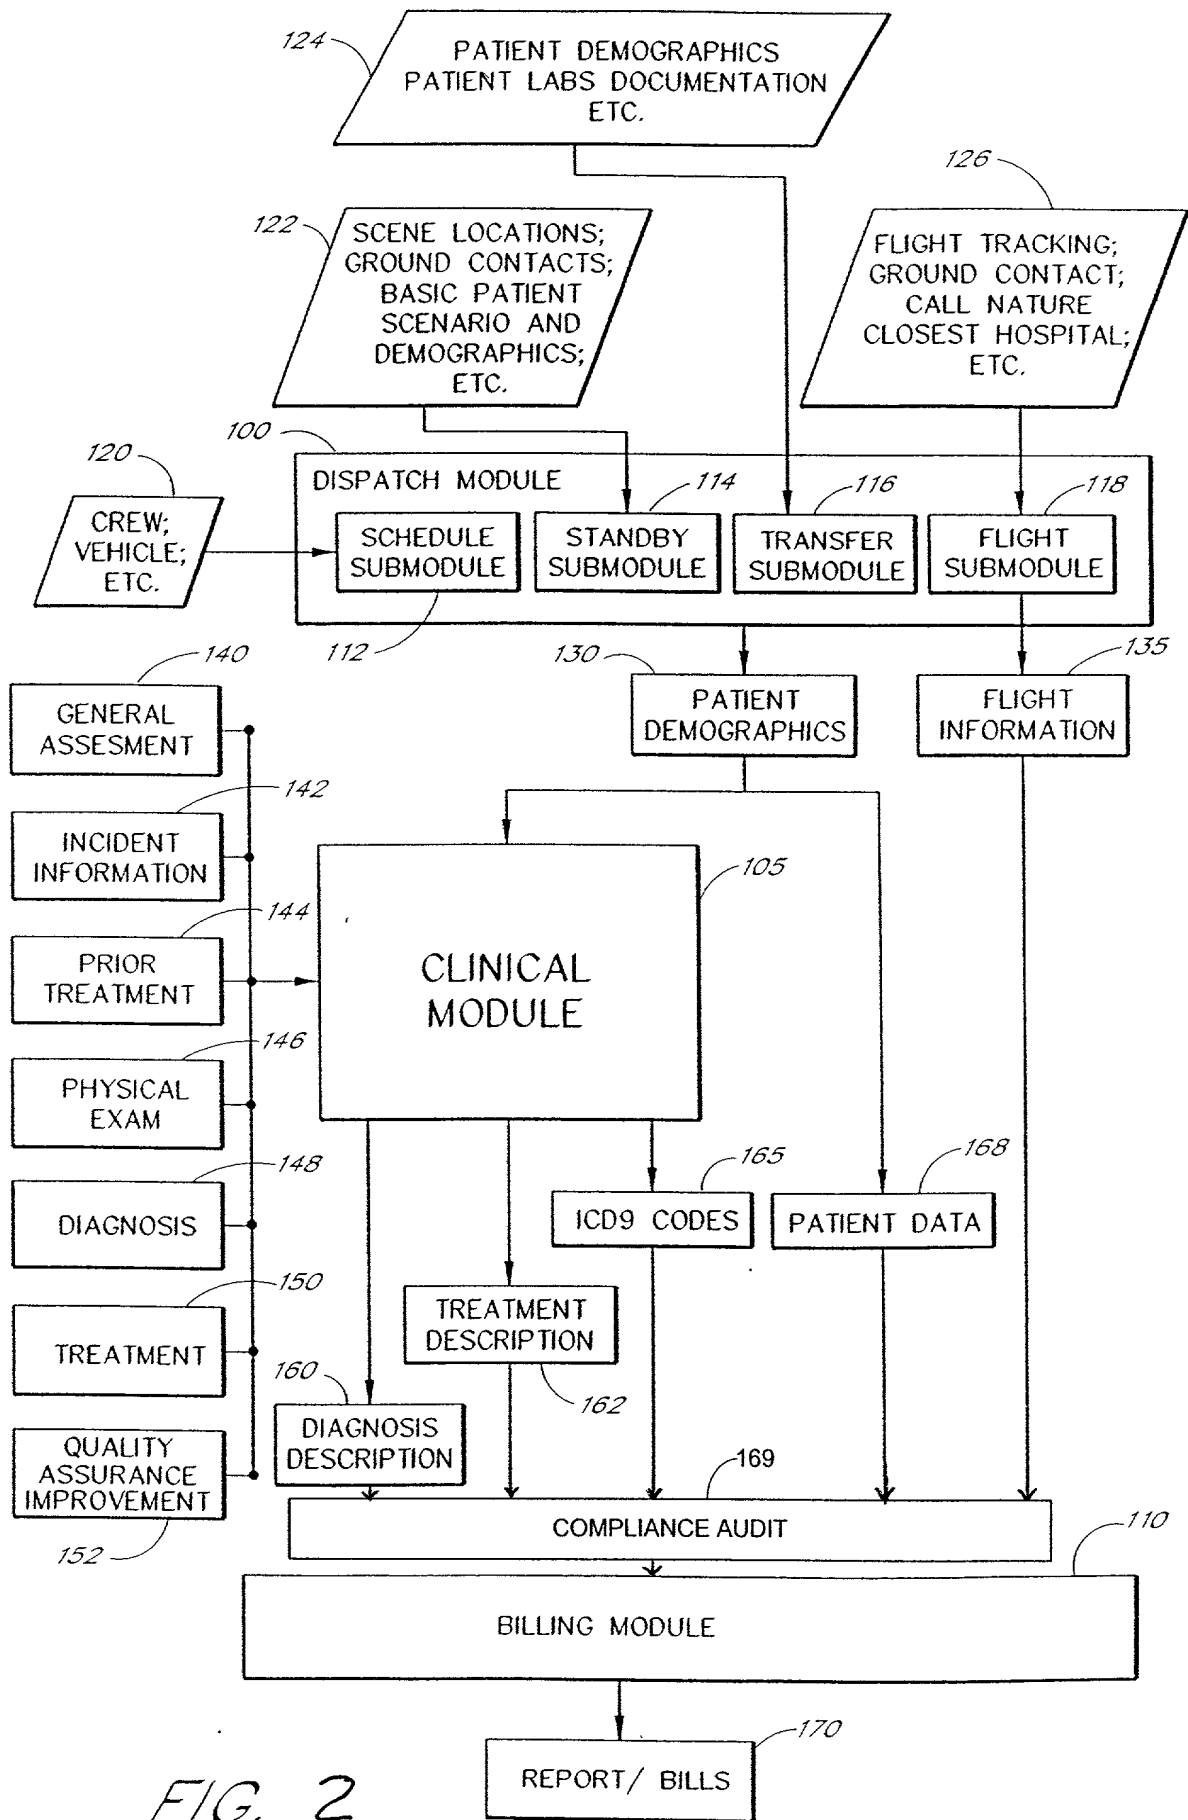 124
PATIENT DEMOGRAPHICS
PATIENT LABS DOCUMENTATION
ETC.
126
122
SCENE LOCATIONS;
GROUND CONTACTS;
BASIC PATIENT
SCENARIO AND
DEMOGRAPHICS;
ETC.
FLIGHT TRACKING;
GROUND CONTACT;
CALL NATURE
CLOSEST HOSPITAL;
ETC.
100
120
CREW;
VEHICLE;
ETC.
DISPATCH MODULE
114
116
118
SCHEDULE
SUBMODULE
STANDBY
SUBMODULE
TRANSFER
SUBMODULE
FLIGHT
SUBMODULE
112
130
135
PATIENT
DEMOGRAPHICS
FLIGHT
INFORMATION
140
GENERAL
ASSESMENT
142
INCIDENT
INFORMATION
144
PRIOR
TREATMENT
146
PHYSICAL
EXAM
148
DIAGNOSIS
150
TREATMENT
QUALITY
ASSURANCE
IMPROVEMENT
152
105
CLINICAL
MODULE
165
ICD9 CODES
168
PATIENT DATA
TREATMENT
DESCRIPTION
162
160
DIAGNOSIS
DESCRIPTION
169
COMPLIANCE AUDIT
110
BILLING MODULE
170
REPORT/ BILLS
FIG. 2